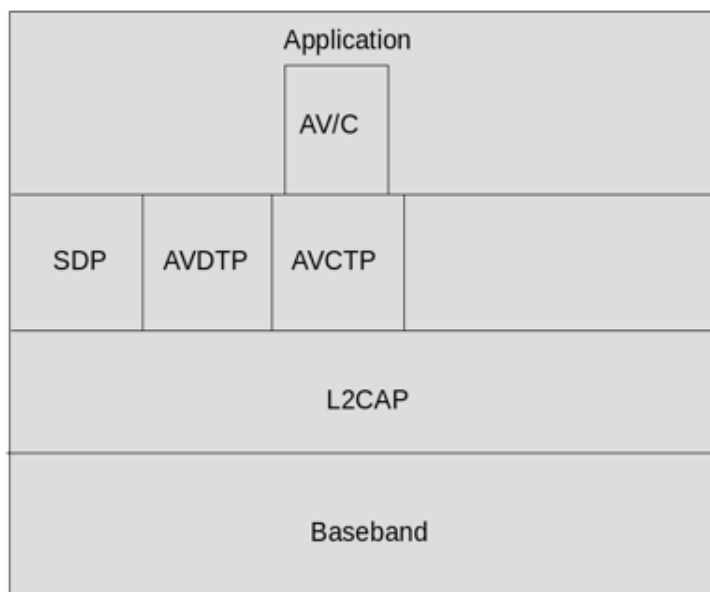 Application
AV/C
SDP AVDTP AVCTP
L2CAP
Baseband